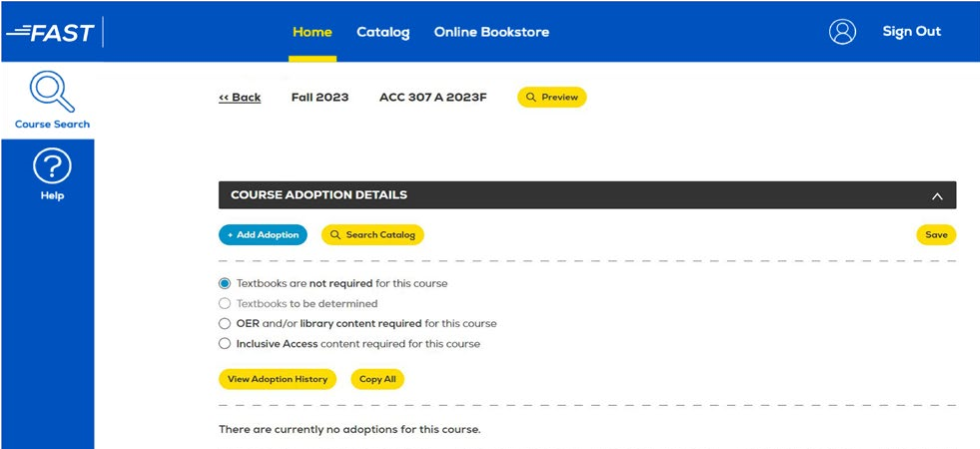 FAST Home Catalog Online Bookstore Sign Out
Course Search
Help
<< Back Fall 2023 ACC 307 A 2023F Preview
COURSE ADOPTION DETAILS
+ Add Adoption Search Catalog Save
Textbooks are not required for this course
Textbooks to be determined
OER and/or library content required for this course
Inclusive Access content required for this course
View Adoption History Copy All
There are currently no adoptions for this course.